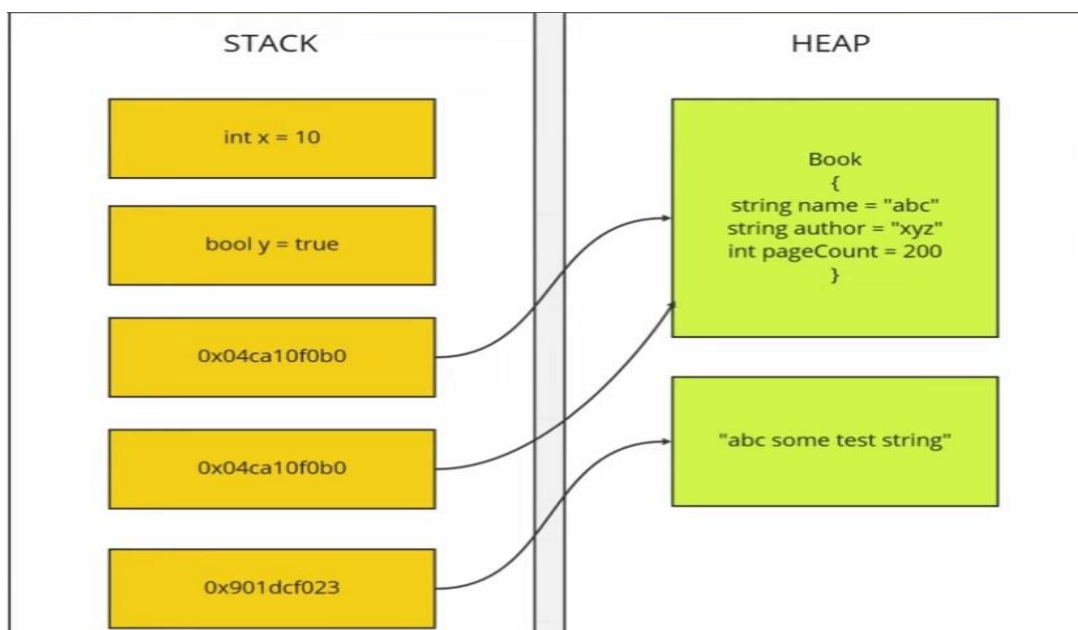 STACK
int x = 10
bool y = true
0x04ca10f0b0
0x04ca10f0b0
0x901dcf023
HEAP
Book
{
string name = "abc"
string author = "xyz"
int pageCount = 200
}
"abc some test string"